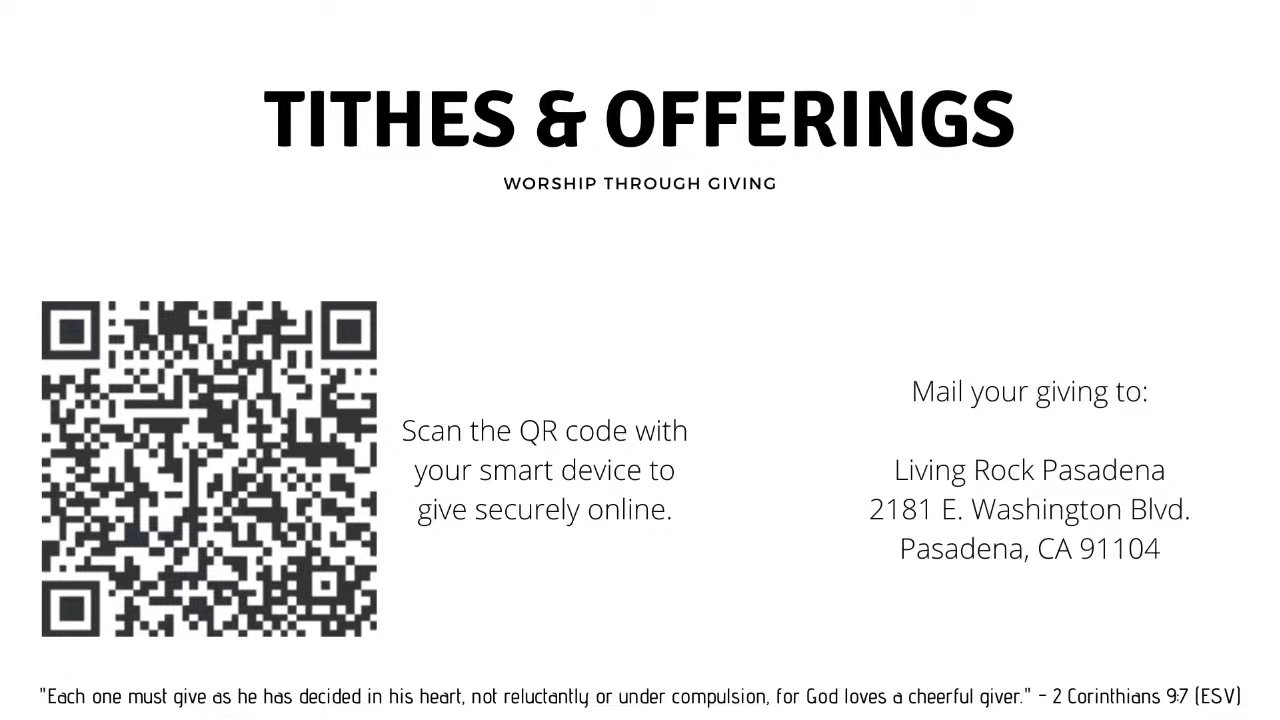 TITHES & OFFERINGS
WORSHIP THROUGH GIVING
Scan the QR code with
your smart device to
give securely online.
Mail your giving to:
Living Rock Pasadena
2181 E. Washington Blvd.
Pasadena, CA 91104
"Each one must give as he has decided in his heart, not reluctantly or under compulsion, for God loves a cheerful giver." - 2 Corinthians 9:7 (ESV)